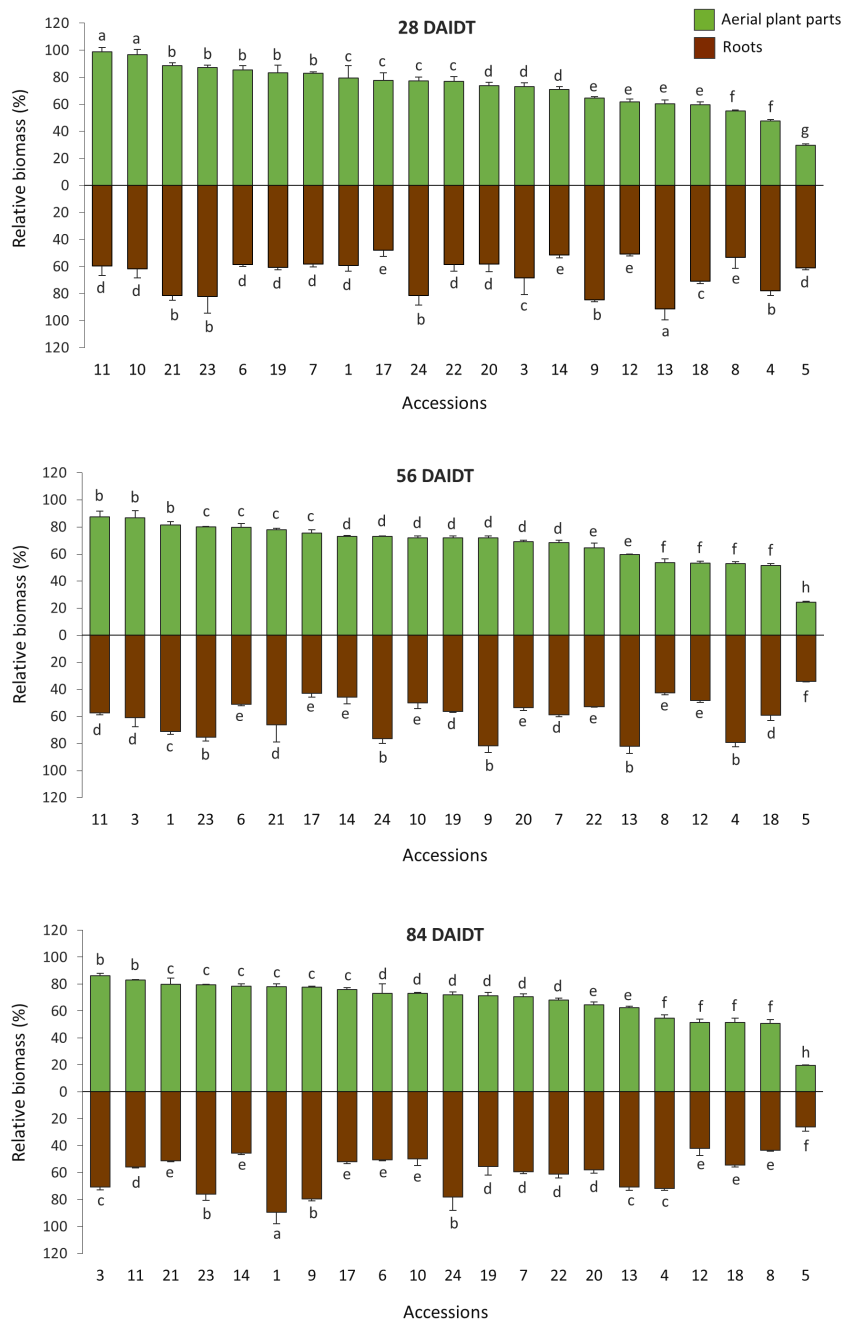 28 DAIDT
Aerial plant parts
Roots
Relative biomass (%)
120
100
80
60
40
20
0
20
40
60
80
100
120
a a b b b b b c c c c d d d e e e e f f g
d d b b d d d d e b d d c e b e a c e b d
11 10 21 23 6 19 7 1 17 24 22 20 3 14 9 12 13 18 8 4 5
Accessions
56 DAIDT
Relative biomass (%)
120
100
80
60
40
20
0
20
40
60
80
100
120
b b b c c c c d d d d d d d e e f f f f h
d d c b e d e e b e d b e d e b e e b d f
11 3 1 23 6 21 17 14 24 10 19 9 20 7 22 13 8 12 4 18 5
Accessions
84 DAIDT
Relative biomass (%)
120
100
80
60
40
20
0
20
40
60
80
100
120
b b c c c c c c d d d d d d e e f f f f h
c d e b e a b e e e b d d d d c c e e e f
3 11 21 23 14 1 9 17 6 10 24 19 7 22 20 13 4 12 18 8 5
Accessions